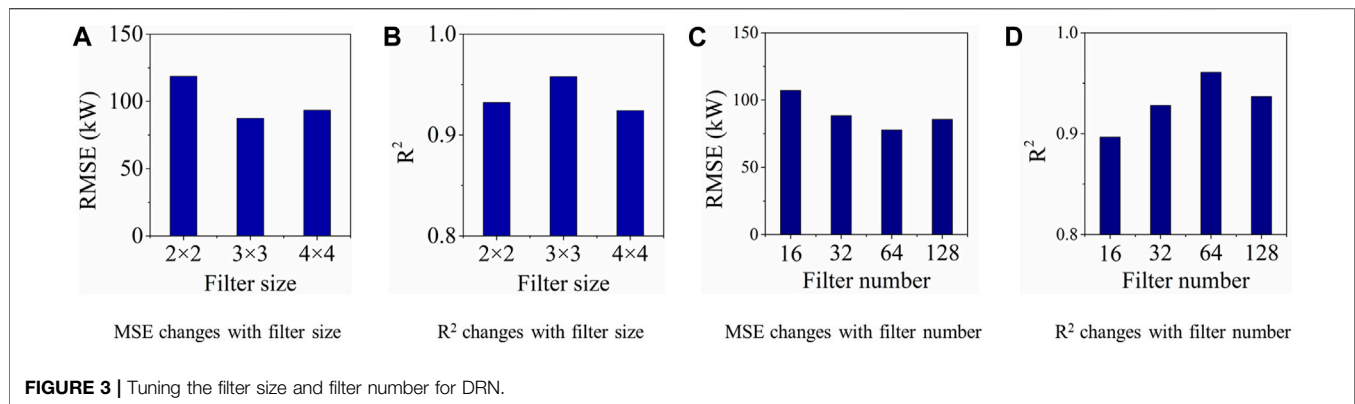 A
150
100
50
0
RMSE (kW)
2×2 3×3 4×4
Filter size
MSE changes with filter size
B
1.0
0.9
0.8
R²
2×2 3×3 4×4
Filter size
R² changes with filter size
C
150
100
50
0
RMSE (kW)
16 32 64 128
Filter number
MSE changes with filter number
D
1.0
0.9
0.8
R²
16 32 64 128
Filter number
R² changes with filter number
FIGURE 3 | Tuning the filter size and filter number for DRN.